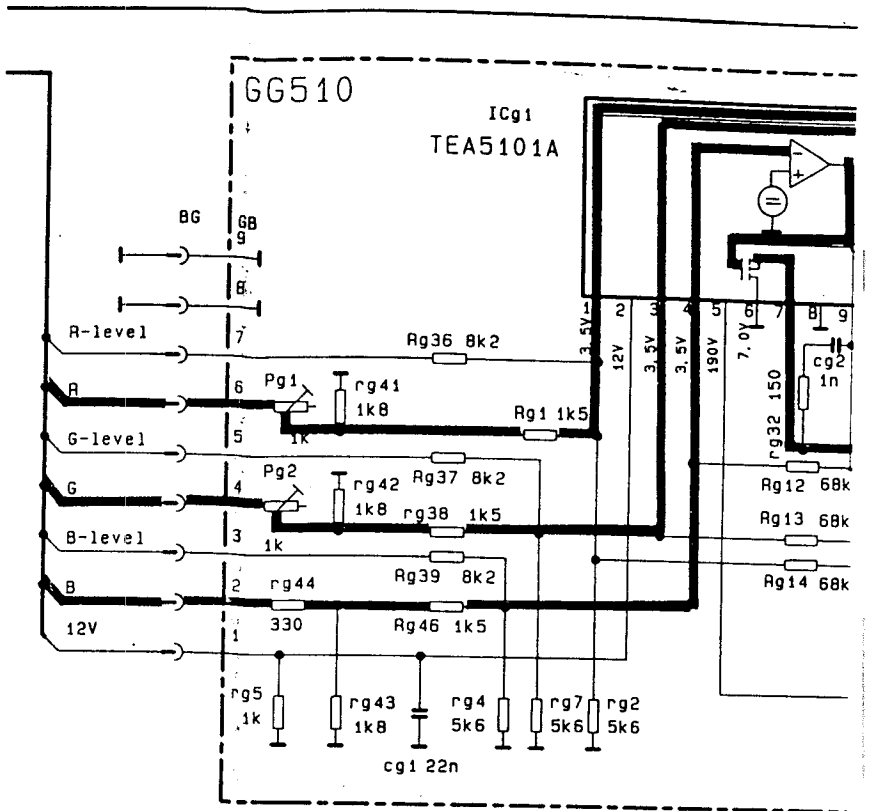 GG510
ICg1
TEA5101A
BG
GB
9
8
R-level
7
Rg36 8k2
R
6
Pg1
1k
rg41
1k8
Rg1 1k5
G-level
5
Rg37 8k2
G
4
Pg2
1k
rg42
1k8
rg38 1k5
B-level
3
Rg39 8k2
B
2
rg44
330
Rg46 1k5
12V
1
1 2 3 4 5 6 7 8 9
3,5V
12V
3,5V
3,5V
190V
7,0V
cg2
1n
rg32 150
Rg12 68k
Rg13 68k
Rg14 68k
rg5
1k
rg43
1k8
cg1 22n
rg4
5k6
rg7
5k6
rg2
5k6